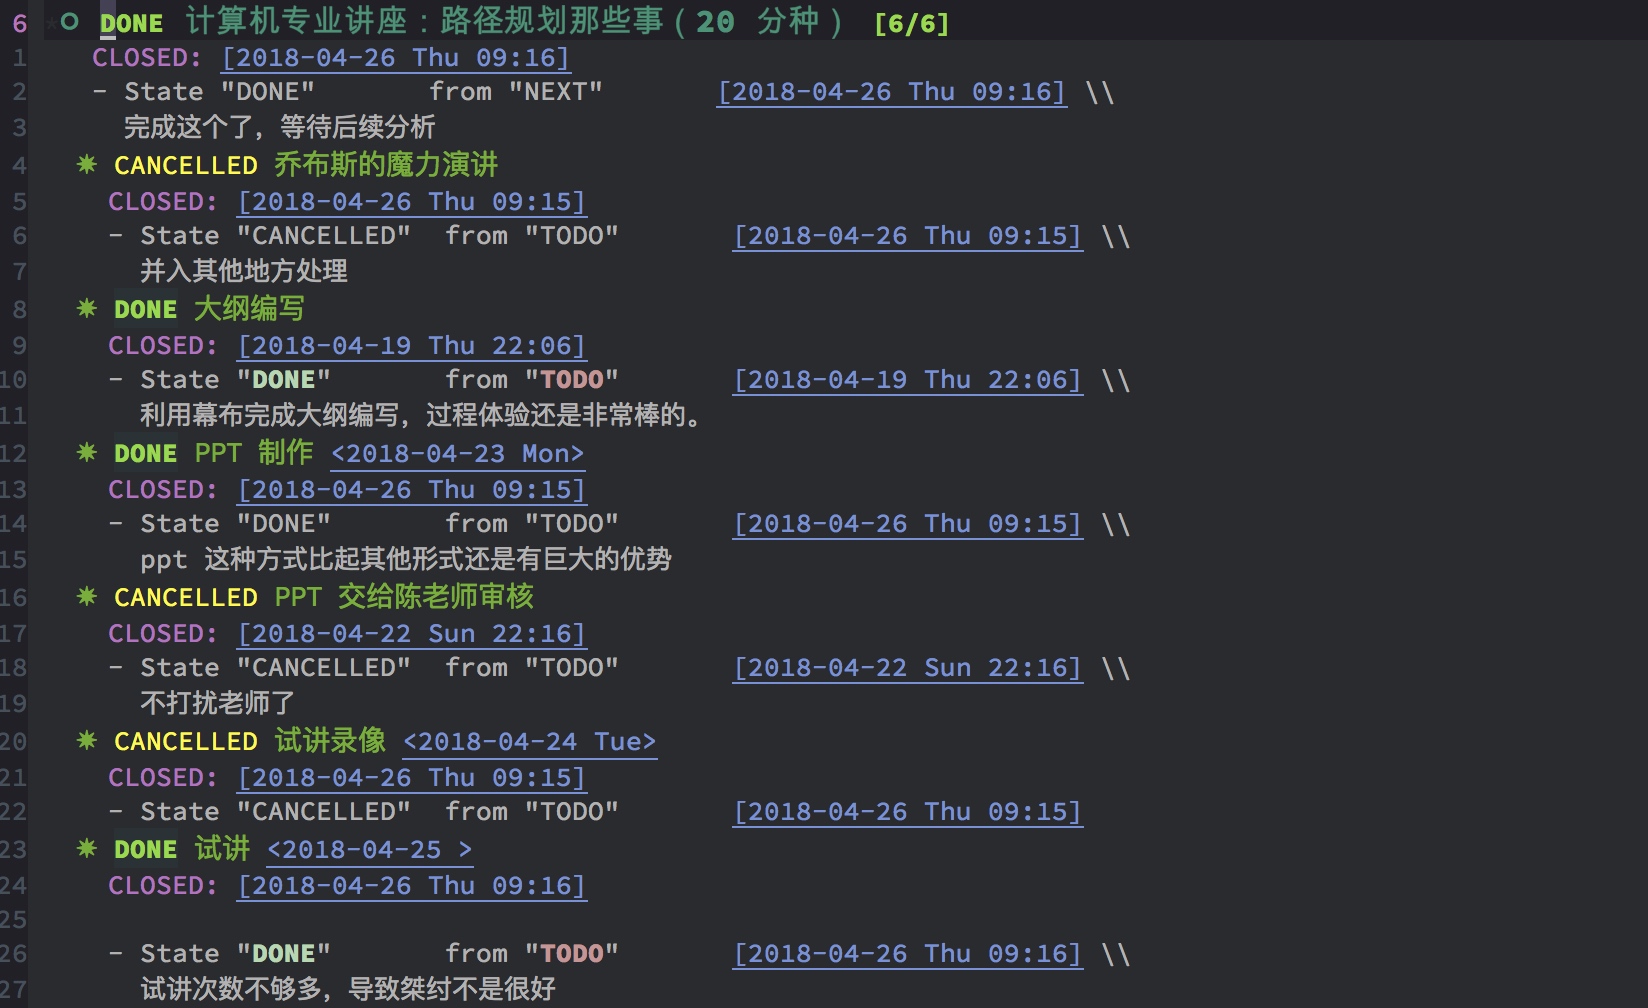 6 DONE 计算机专业讲座：路径规划那些事（20 分种） [6/6]
1 CLOSED: [2018-04-26 Thu 09:16]
2 - State "DONE" from "NEXT" [2018-04-26 Thu 09:16] \\
3 完成这个了，等待后续分析
4 CANCELLED 乔布斯的魔力演讲
5 CLOSED: [2018-04-26 Thu 09:15]
6 - State "CANCELLED" from "TODO" [2018-04-26 Thu 09:15] \\
7 并入其他地方处理
8 DONE 大纲编写
9 CLOSED: [2018-04-19 Thu 22:06]
10 - State "DONE" from "TODO" [2018-04-19 Thu 22:06] \\
11 利用幕布完成大纲编写，过程体验还是非常棒的。
12 DONE PPT 制作 <2018-04-23 Mon>
13 CLOSED: [2018-04-26 Thu 09:15]
14 - State "DONE" from "TODO" [2018-04-26 Thu 09:15] \\
15 ppt 这种方式比起其他形式还是有巨大的优势
16 CANCELLED PPT 交给陈老师审核
17 CLOSED: [2018-04-22 Sun 22:16]
18 - State "CANCELLED" from "TODO" [2018-04-22 Sun 22:16] \\
19 不打扰老师了
20 CANCELLED 试讲录像 <2018-04-24 Tue>
21 CLOSED: [2018-04-26 Thu 09:15]
22 - State "CANCELLED" from "TODO" [2018-04-26 Thu 09:15]
23 DONE 试讲 <2018-04-25 >
24 CLOSED: [2018-04-26 Thu 09:16]
25
26 - State "DONE" from "TODO" [2018-04-26 Thu 09:16] \\
27 试讲次数不够多，导致桀纣不是很好